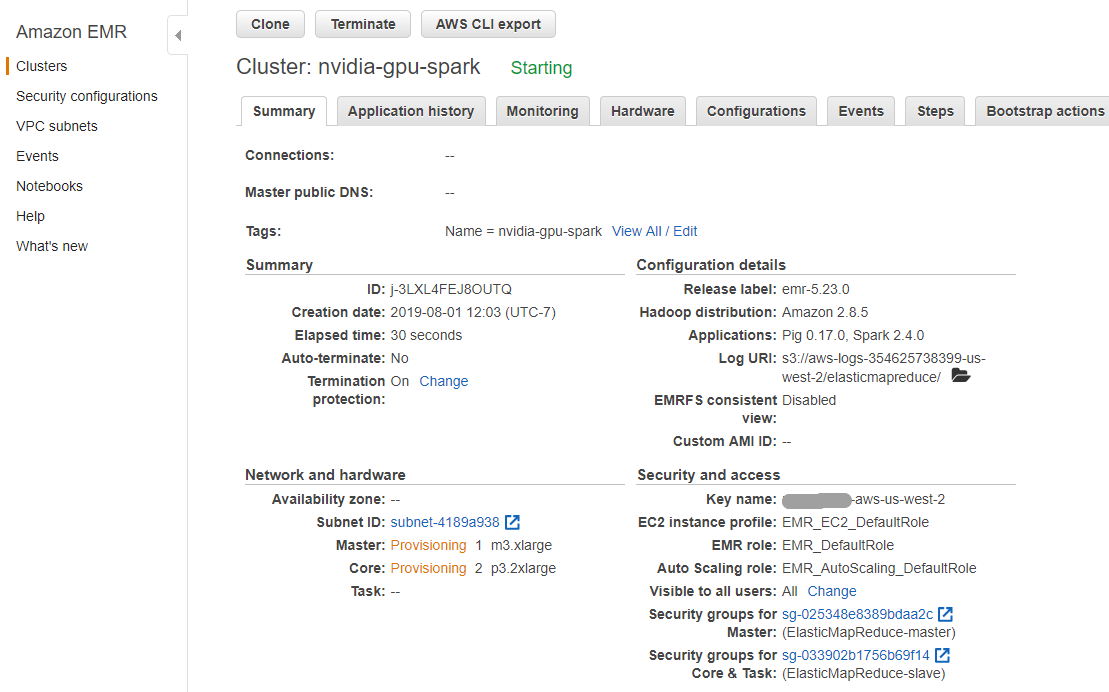 Amazon EMR
Clusters
Security configurations
VPC subnets
Events
Notebooks
Help
What's new
Clone Terminate AWS CLI export
Cluster: nvidia-gpu-spark Starting
Summary Application history Monitoring Hardware Configurations Events Steps Bootstrap actions
Connections: --
Master public DNS: --
Tags: Name = nvidia-gpu-spark View All / Edit
Summary
ID: j-3LXL4FEJ8OUTQ
Creation date: 2019-08-01 12:03 (UTC-7)
Elapsed time: 30 seconds
Auto-terminate: No
Termination On Change
protection:
Configuration details
Release label: emr-5.23.0
Hadoop distribution: Amazon 2.8.5
Applications: Pig 0.17.0, Spark 2.4.0
Log URI: s3://aws-logs-354625738399-us-
west-2/elasticmapreduce/
EMRFS consistent Disabled
view:
Custom AMI ID: --
Network and hardware
Availability zone: --
Subnet ID: subnet-4189a938
Master: Provisioning 1 m3.xlarge
Core: Provisioning 2 p3.2xlarge
Task: --
Security and access
Key name: -aws-us-west-2
EC2 instance profile: EMR_EC2_DefaultRole
EMR role: EMR_DefaultRole
Auto Scaling role: EMR_AutoScaling_DefaultRole
Visible to all users: All Change
Security groups for sg-025348e8389bdaa2c
Master: (ElasticMapReduce-master)
Security groups for sg-033902b1756b69f14
Core & Task: (ElasticMapReduce-slave)